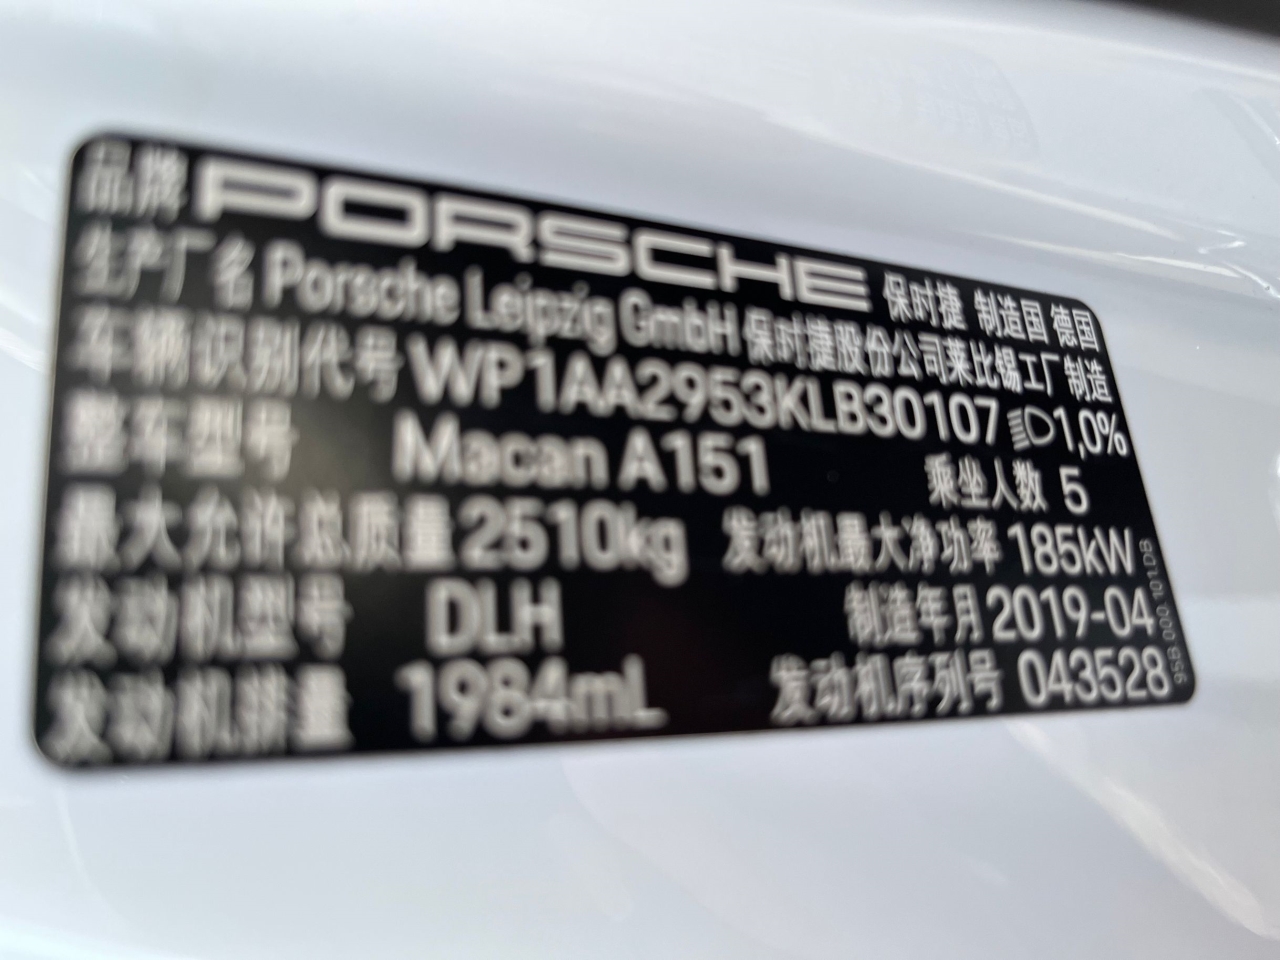 品牌 PORSCHE 保时捷 制造国 德国
生产厂名 Porsche Leipzig GmbH 保时捷股份公司莱比锡工厂制造
车辆识别代号 WP1AA2953KLB30107 1,0%
整车型号 Macan A151 乘坐人数 5
最大允许总质量 2510kg 发动机最大净功率 185kW
发动机型号 DLH 制造年月 2019-04
发动机排量 1984mL 发动机序列号 043528
95B.000.101.DB